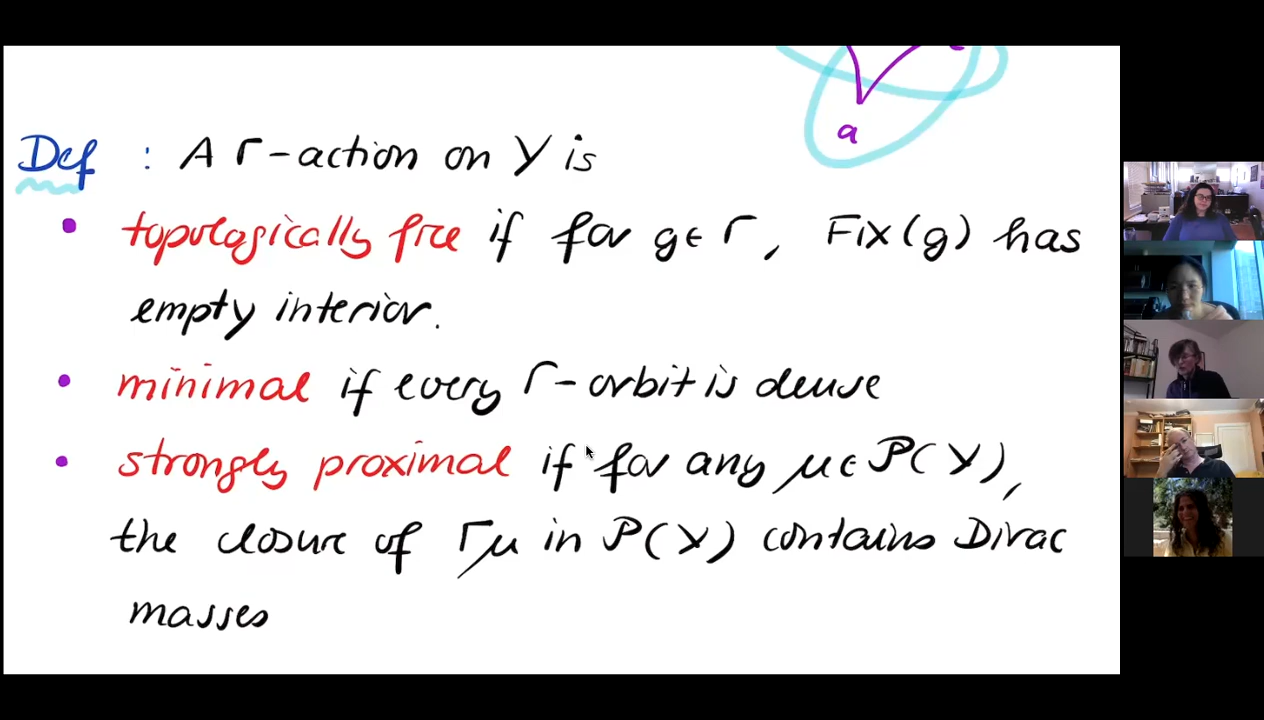 a
Def : A Γ-action on Y is
• topologically free if for g∈Γ, Fix(g) has
empty interior.
• minimal if every Γ-orbit is dense
• strongly proximal if for any μ∈P(Y),
the closure of Γμ in P(Y) contains Dirac
masses